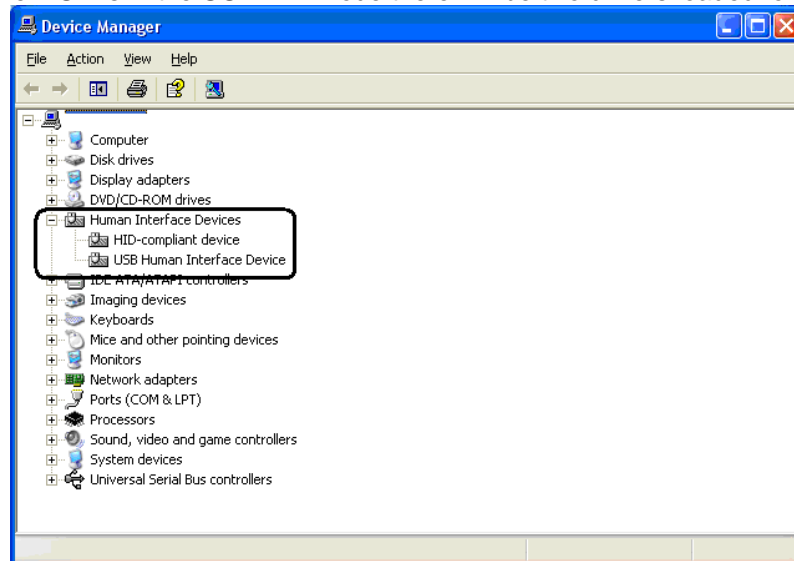 Device Manager
File Action View Help
Computer
Disk drives
Display adapters
DVD/CD-ROM drives
Human Interface Devices
HID-compliant device
USB Human Interface Device
IDE ATA/ATAPI controllers
Imaging devices
Keyboards
Mice and other pointing devices
Monitors
Network adapters
Ports (COM & LPT)
Processors
Sound, video and game controllers
System devices
Universal Serial Bus controllers